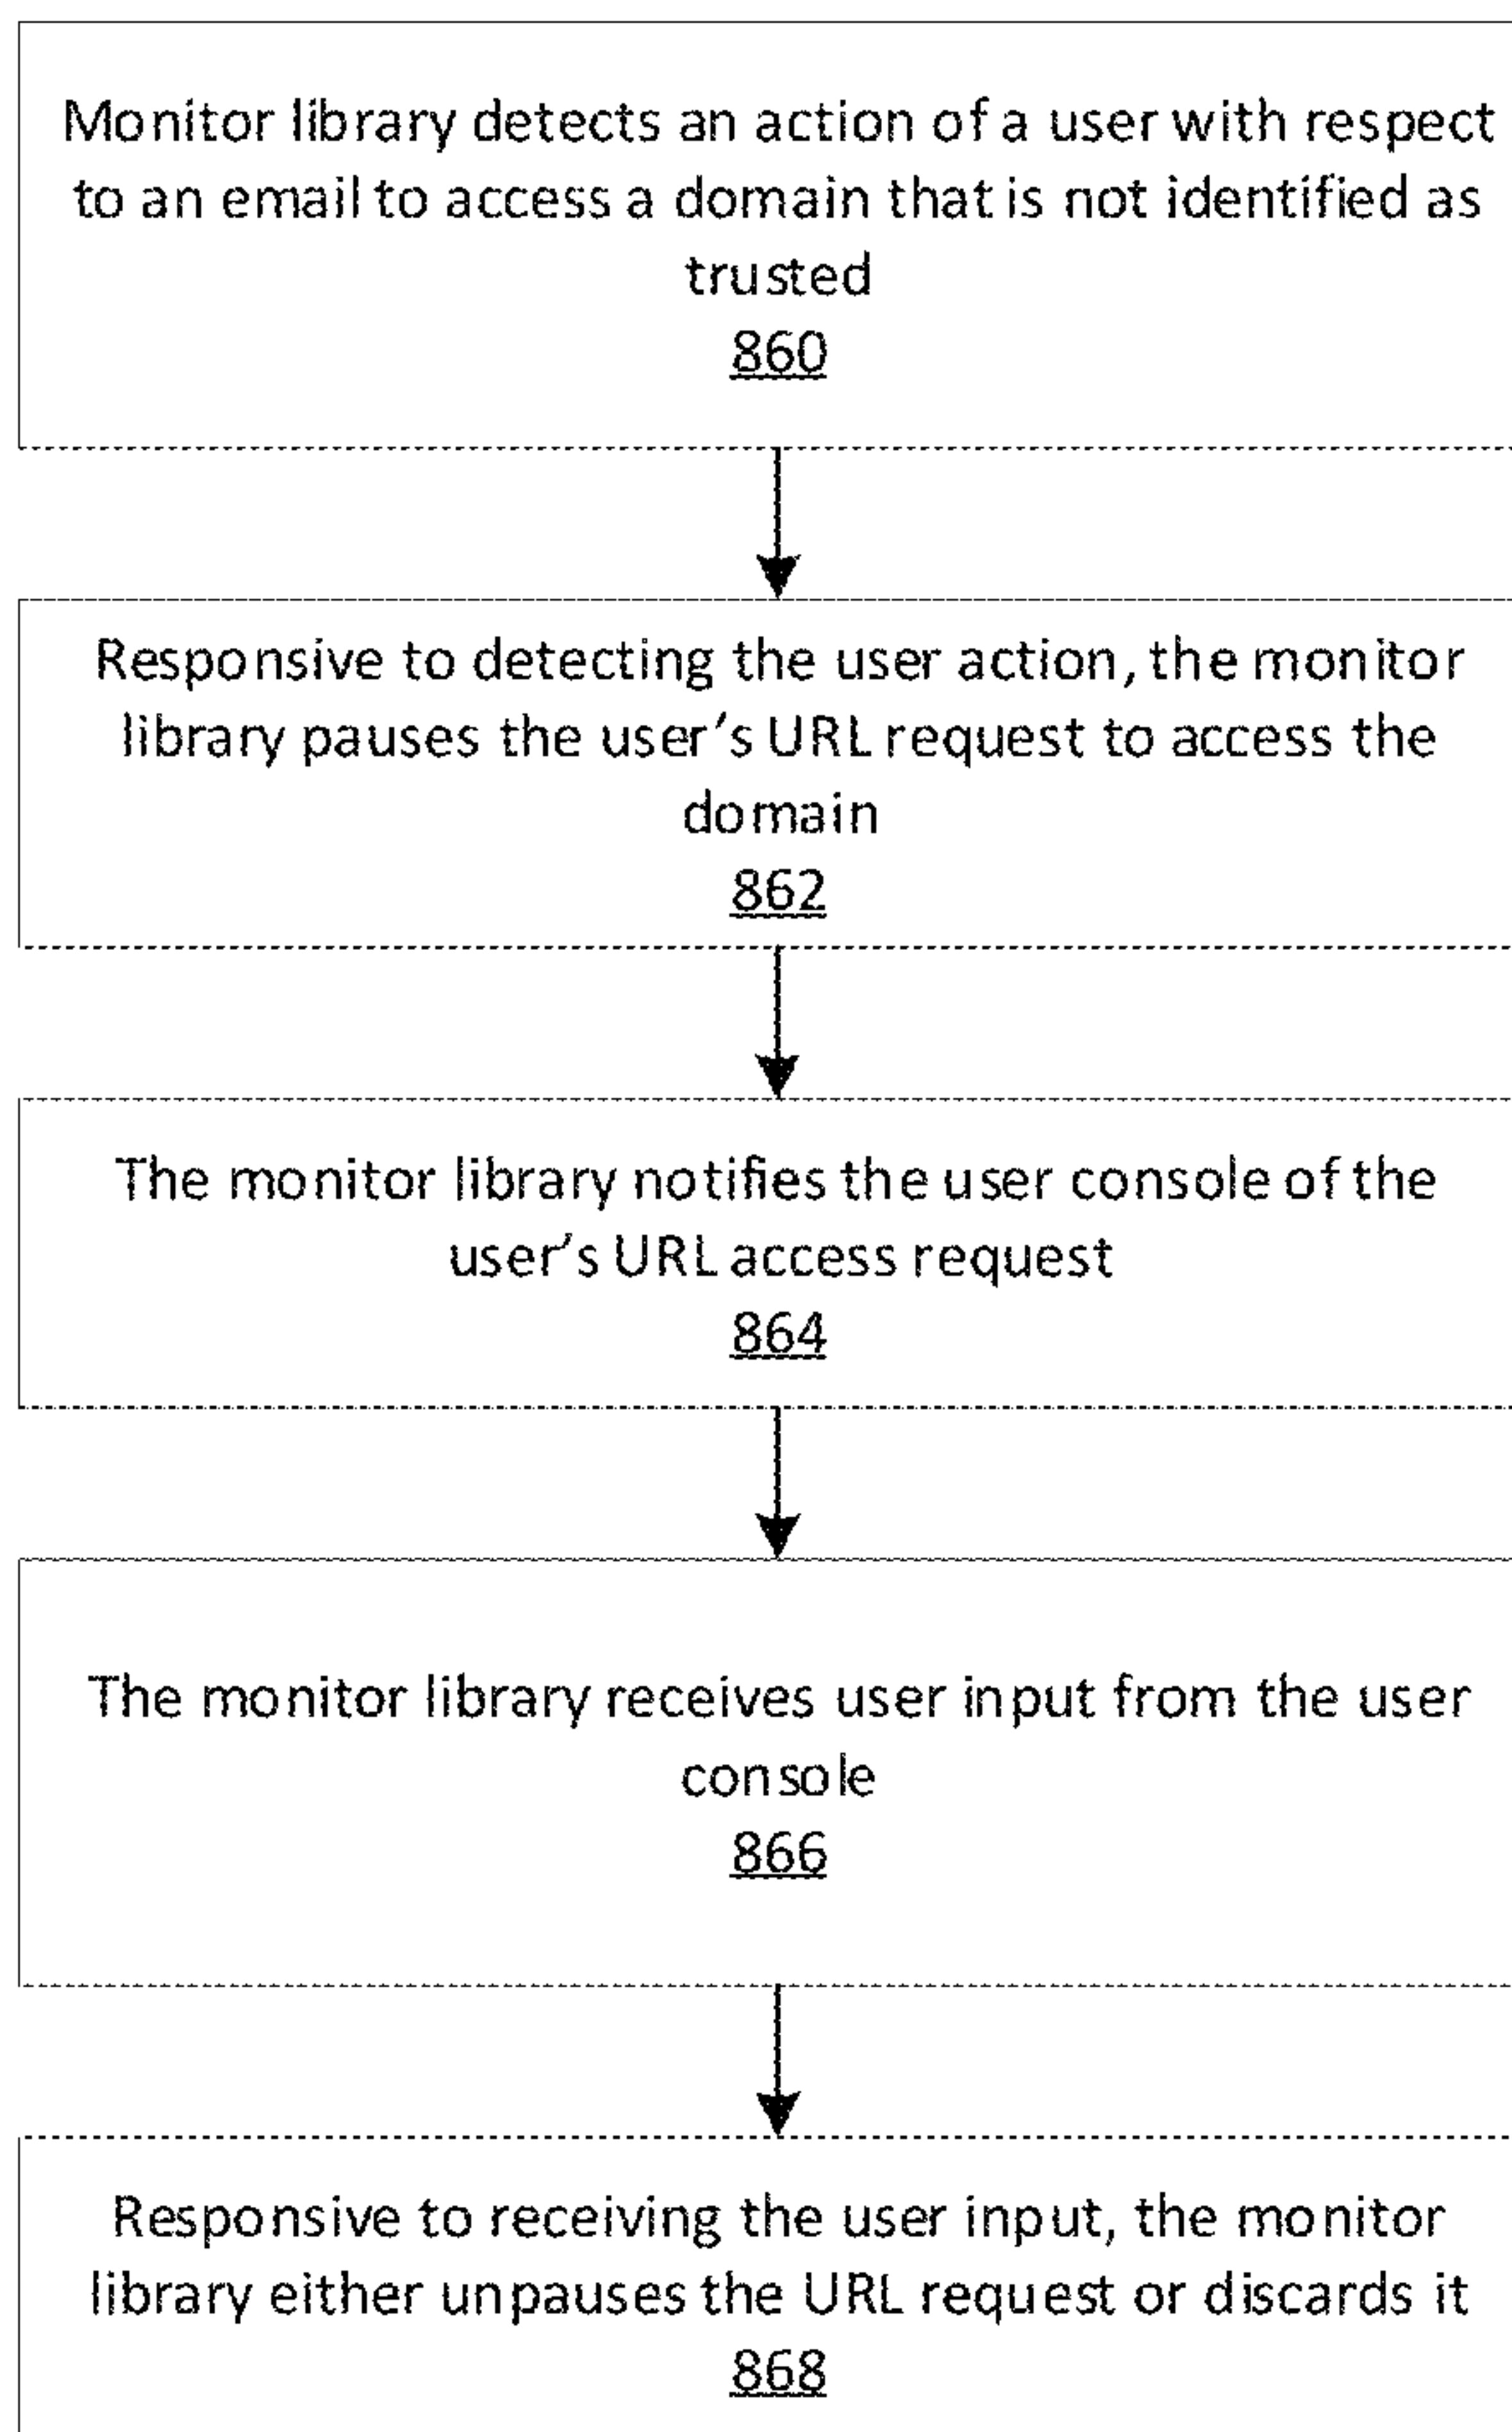 Monitor library detects an action of a user with respect
to an email to access a domain that is not identified as
trusted
860
Responsive to detecting the user action, the monitor
library pauses the user's URL request to access the
domain
862
The monitor library notifies the user console of the
user's URL access request
864
The monitor library receives user input from the user
console
866
Responsive to receiving the user input, the monitor
library either unpauses the URL request or discards it
868